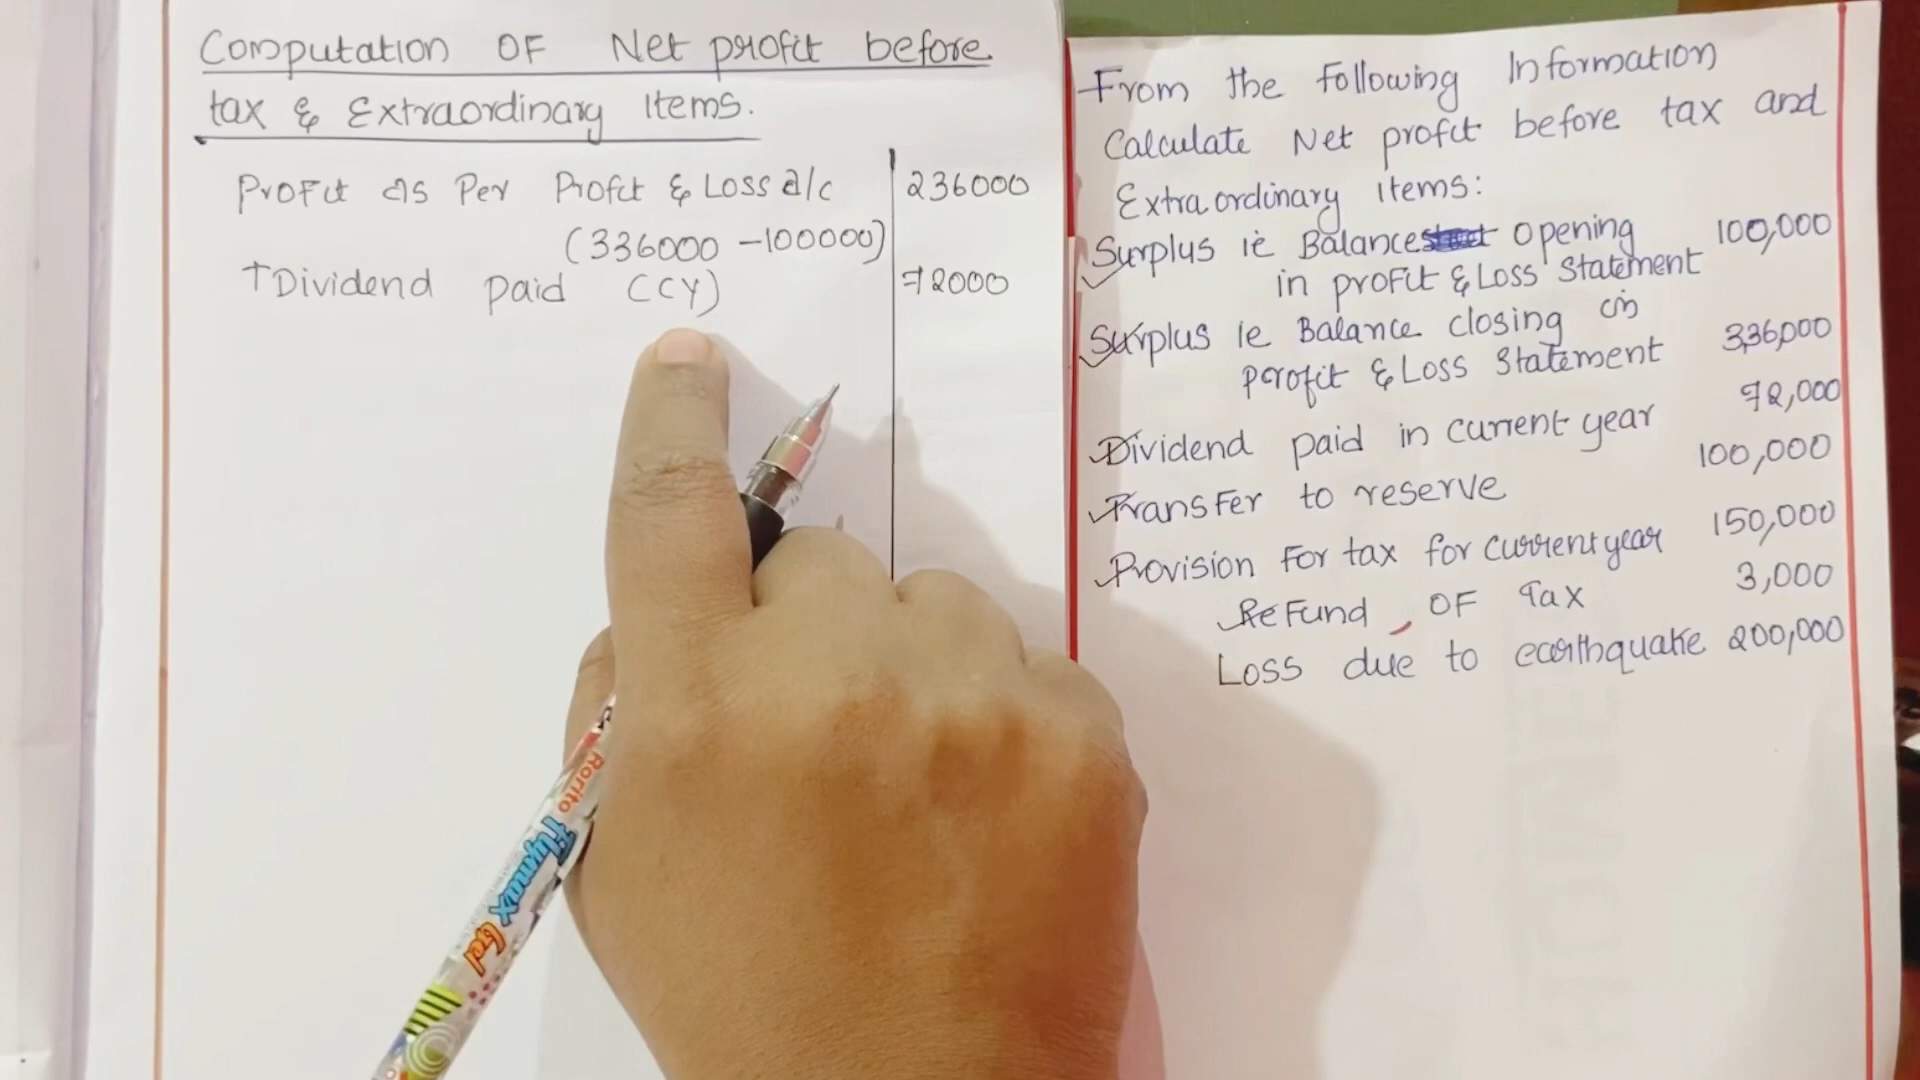 Computation OF Net profit before
tax & Extraordinary Items.
Profit as Per Profit & Loss a/c 236000
(336000 -100000)
+Dividend paid (CY) 72000
From the Following Information
Calculate Net profit before tax and
Extraordinary Items:
Surplus ie Balance opening 100,000
in profit & Loss Statement
Surplus ie Balance closing in
profit & Loss Statement 336,000
Dividend paid in current year 72,000
Transfer to reserve 100,000
Provision For tax for current year 150,000
ReFund OF Tax 3,000
Loss due to earthquake 200,000
Rorito
Flymax
Gel